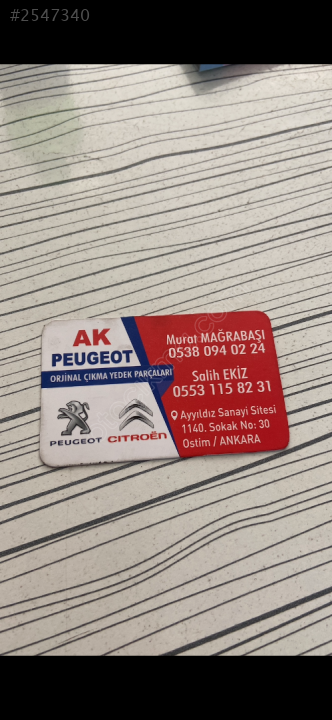 #2547340
AK
PEUGEOT
ORJİNAL ÇIKMA YEDEK PARÇALARI
PEUGEOT
CITROËN
Murat MAĞRABAŞI
0538 094 02 24
Salih EKİZ
0553 115 82 31
Ayyıldız Sanayi Sitesi
1140. Sokak No: 30
Ostim / ANKARA